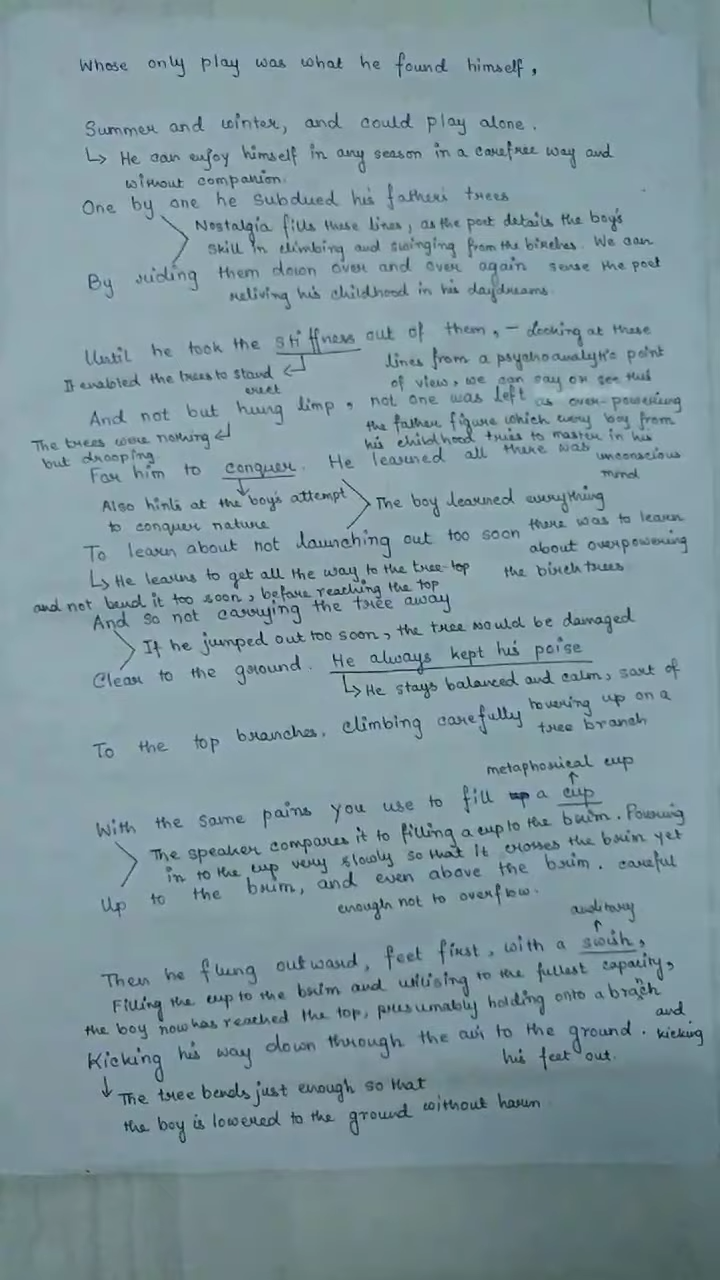 Whose only play was what he found himself,
Summer and winter, and could play alone.
↳ He can enjoy himself in any season in a carefree way and
without companion.
One by one he subdued his father's trees
Nostalgia fills these lines, as the poet details the boy's
skill in climbing and swinging from the birches. We can
sense the poet
reliving his childhood in his daydreams.
By riding them down over and over again
Until he took the stiffness out of them,
It enabled the trees to stand
erect
- Looking at these
lines from a psychoanalytic point
of view, we can say or see this
as over-powering
the father figure which every boy from
his childhood tries to master in his
unconscious
mind
And not but hung limp, not one was left
The trees were nothing
but drooping
For him to conquer. He learned all there was
Also hints at the boy's attempt
to conquer nature
The boy learned everything
there was to learn
about overpowering
the birch trees
To learn about not launching out too soon
↳ He learns to get all the way to the tree-top
and not bend it too soon, before reaching the top
And so not carrying the tree away
If he jumped out too soon, the tree would be damaged
Clear to the ground. He always kept his poise
↳ He stays balanced and calm, sort of
hovering up on a
tree branch
To the top branches, climbing carefully
metaphorical cup
With the same pains you use to fill a cup
The speaker compares it to filling a cup to the brim. Pouring
in to the cup very slowly so that it crosses the brim yet
careful
enough not to overflow.
Up to the brim, and even above the brim.
auditory
Then he flung outward, feet first, with a swish,
Filling the cup to the brim and utilising to the fullest capacity,
the boy now has reached the top, presumably holding onto a branch
and
kicking
his feet out.
Kicking his way down through the air to the ground.
↓ The tree bends just enough so that
the boy is lowered to the ground without harm